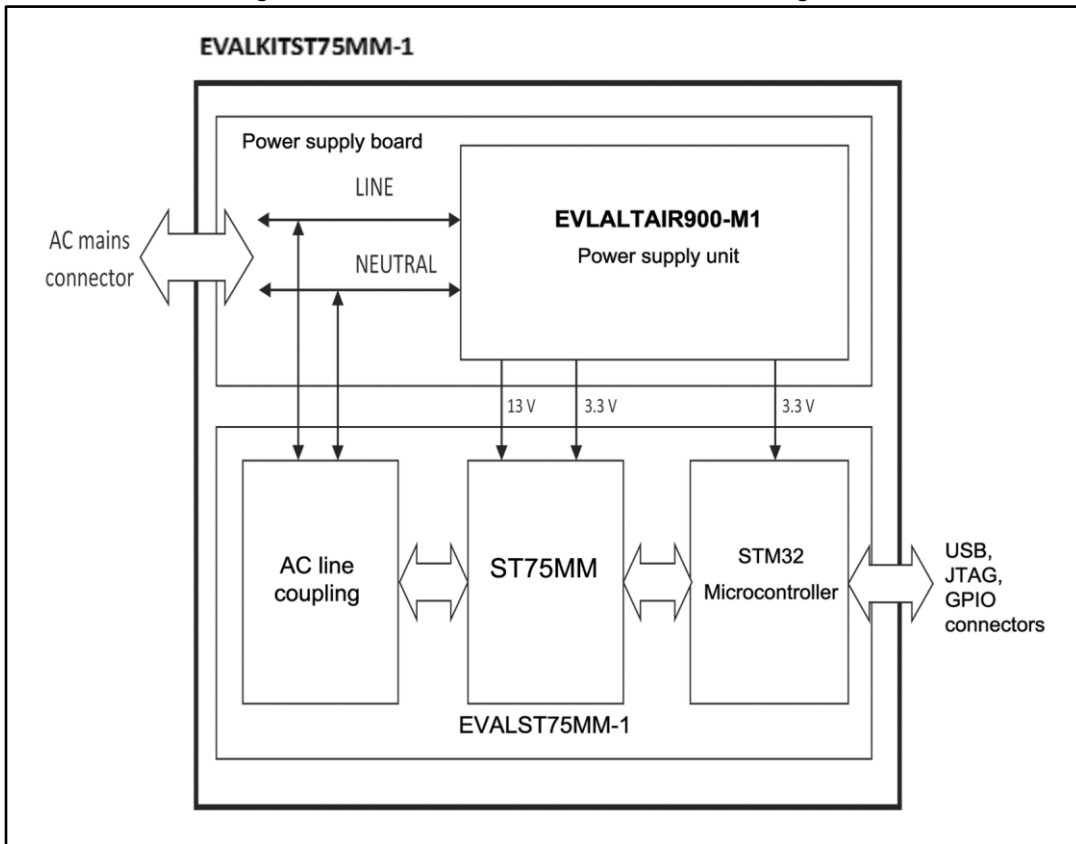 EVALKITST75MM-1
Power supply board
LINE
EVLALTAIR900-M1
Power supply unit
AC mains
connector
NEUTRAL
13 V
3.3 V
3.3 V
AC line
coupling
ST75MM
STM32
Microcontroller
USB,
JTAG,
GPIO
connectors
EVALST75MM-1